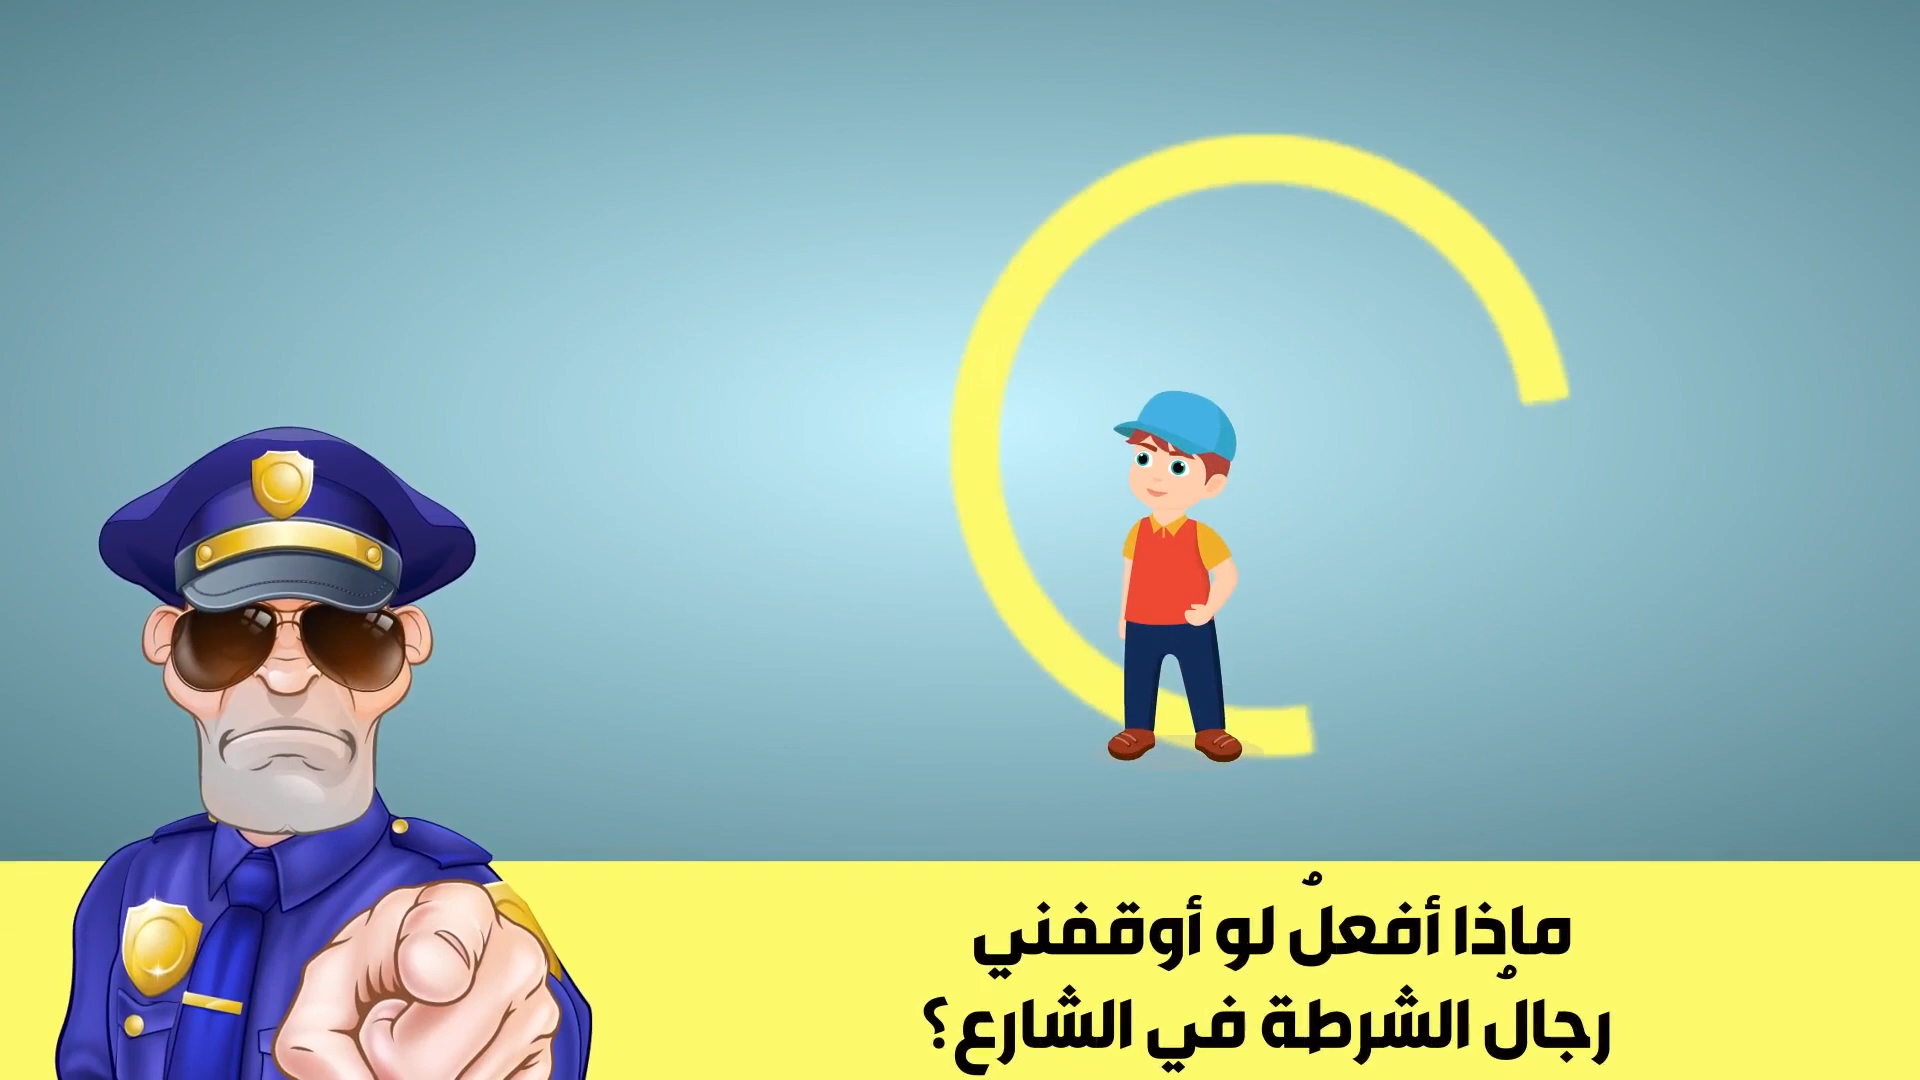 ماذا أفعلُ لو أوقفني
رجالُ الشرطة في الشارع؟